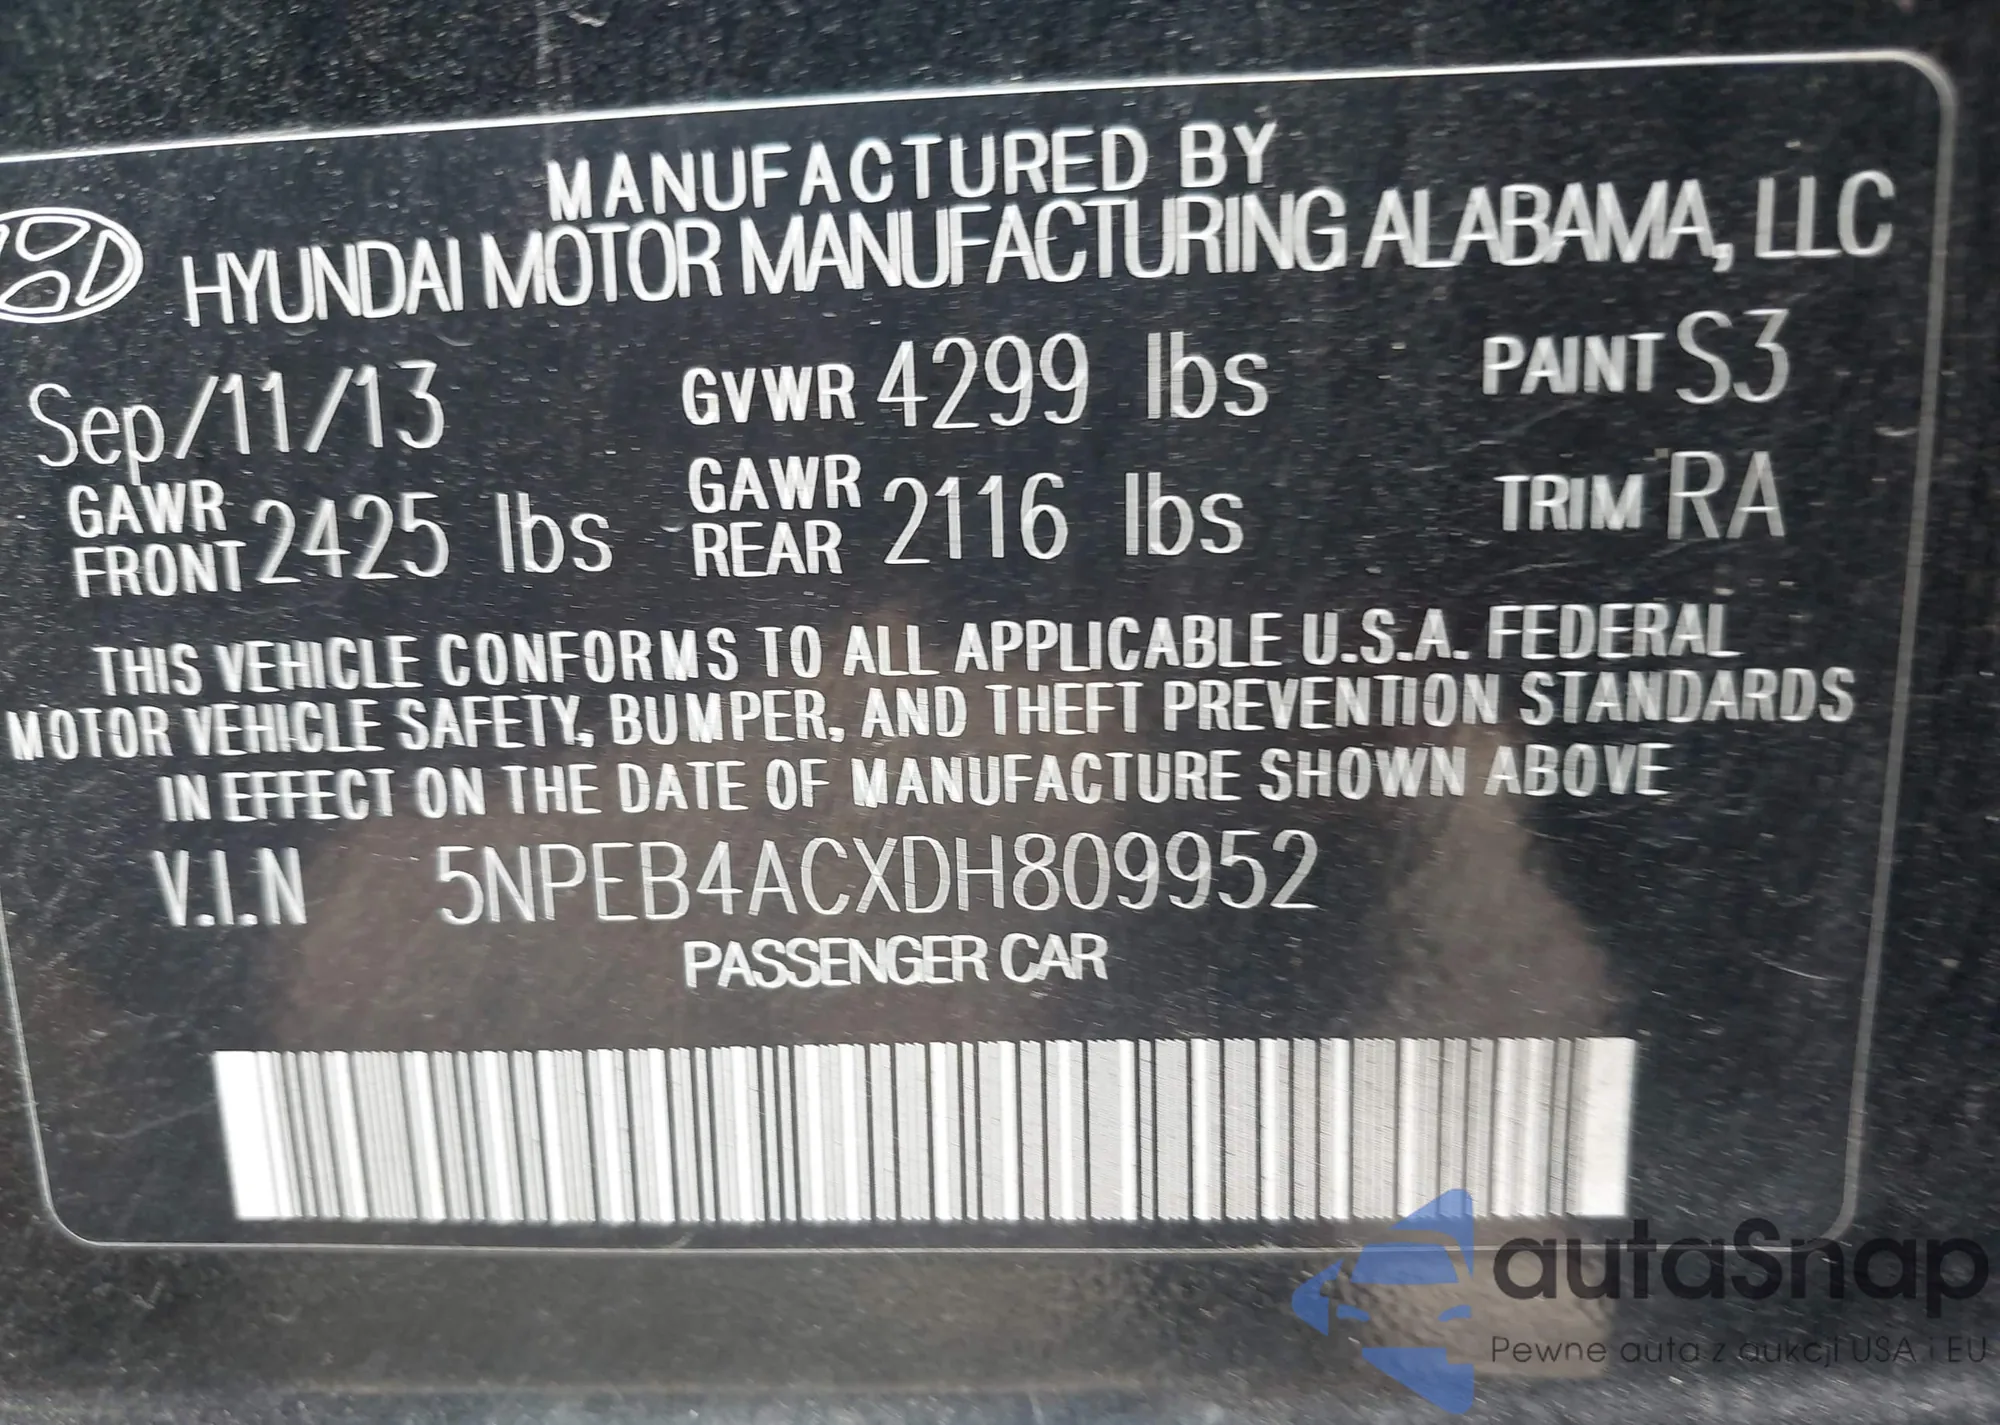 MANUFACTURED BY
HYUNDAI MOTOR MANUFACTURING ALABAMA, LLC
Sep/11/13 GVWR 4299 lbs PAINT S3
GAWR FRONT 2425 lbs GAWR REAR 2116 lbs TRIM RA
THIS VEHICLE CONFORMS TO ALL APPLICABLE U.S.A. FEDERAL
MOTOR VEHICLE SAFETY, BUMPER, AND THEFT PREVENTION STANDARDS
IN EFFECT ON THE DATE OF MANUFACTURE SHOWN ABOVE
V.I.N 5NPEB4ACXDH809952
PASSENGER CAR
autaSnap
Pewne auta z aukcji USA i EU